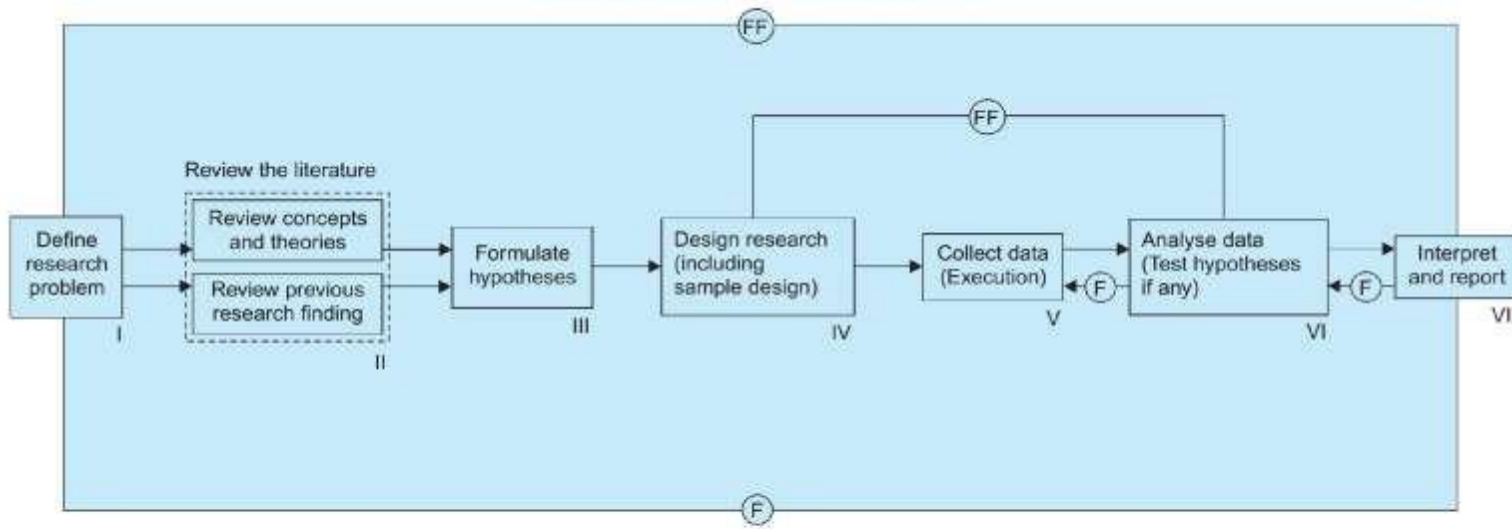 FF
FF
Review the literature
Define
research
problem
I
Review concepts
and theories
Review previous
research finding
II
Formulate
hypotheses
III
Design research
(including
sample design)
IV
Collect data
(Execution)
V
F
Analyse data
(Test hypotheses
if any)
VI
F
Interpret
and report
VI
F